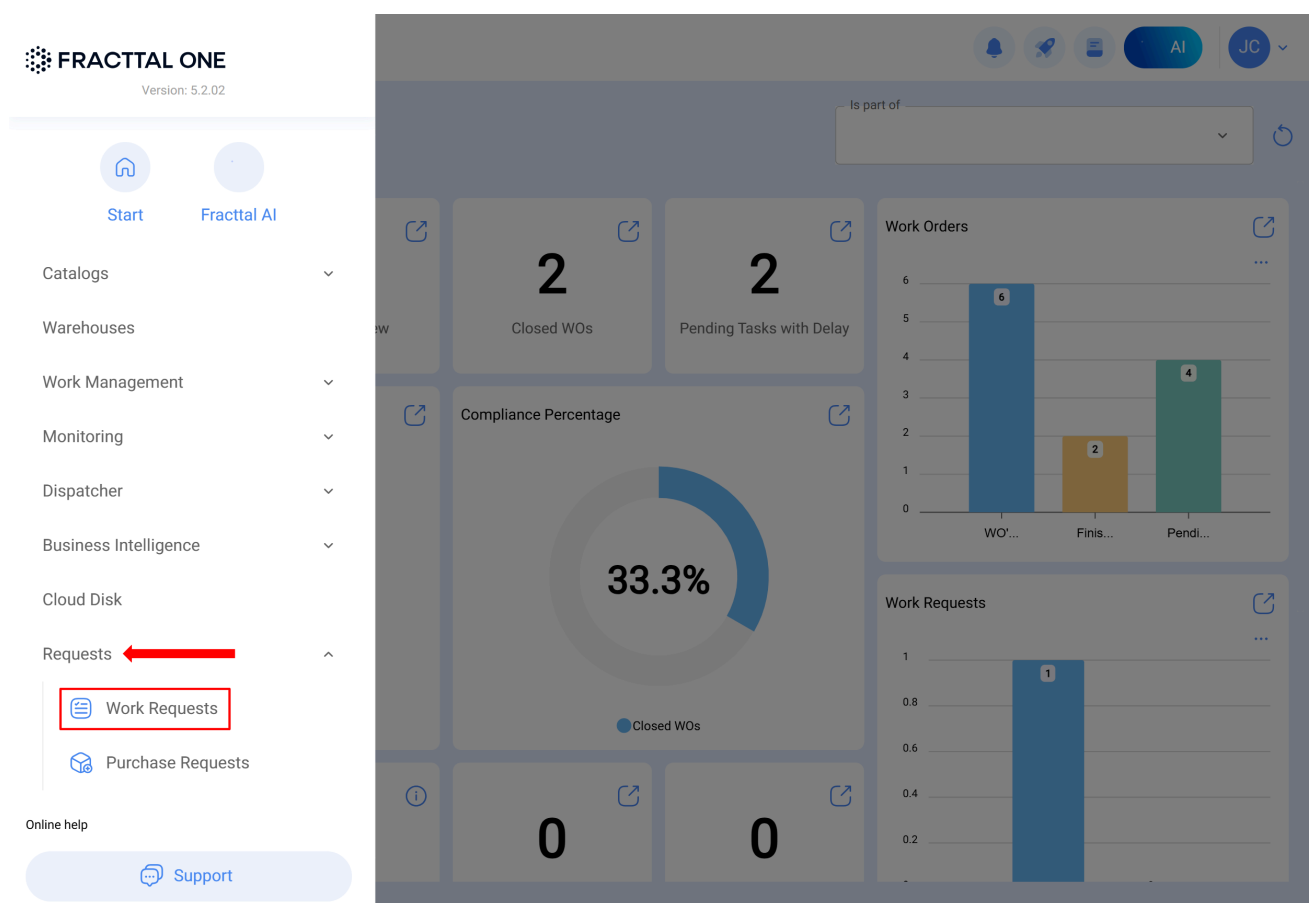 FRACTTAL ONE
Version: 5.2.02
Start
Fracttal AI
Catalogs
Warehouses
Work Management
Monitoring
Dispatcher
Business Intelligence
Cloud Disk
Requests
Work Requests
Purchase Requests
Online help
Support
AI
JC
Is part of
ew
2
Closed WOs
2
Pending Tasks with Delay
Compliance Percentage
33.3%
Closed WOs
0
0
Work Orders
...
6
5
4
3
2
1
0
6
2
4
WO'...
Finis...
Pendi...
Work Requests
...
1
0.8
0.6
0.4
0.2
1